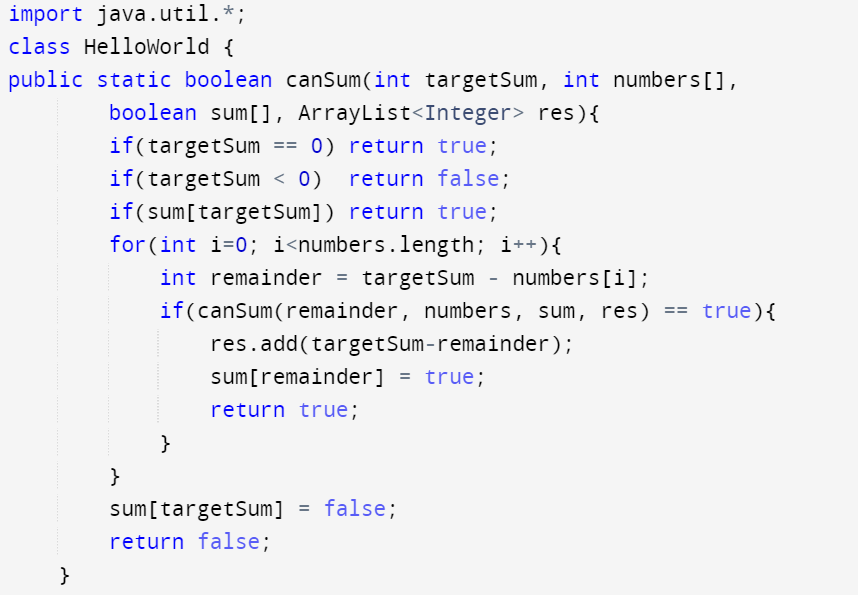 import java.util.*;
class HelloWorld {
public static boolean canSum(int targetSum, int numbers[],
        boolean sum[], ArrayList<Integer> res){
        if(targetSum == 0) return true;
        if(targetSum < 0)  return false;
        if(sum[targetSum]) return true;
        for(int i=0; i<numbers.length; i++){
            int remainder = targetSum - numbers[i];
            if(canSum(remainder, numbers, sum, res) == true){
                res.add(targetSum-remainder);
                sum[remainder] = true;
                return true;
            }
        }
        sum[targetSum] = false;
        return false;
    }